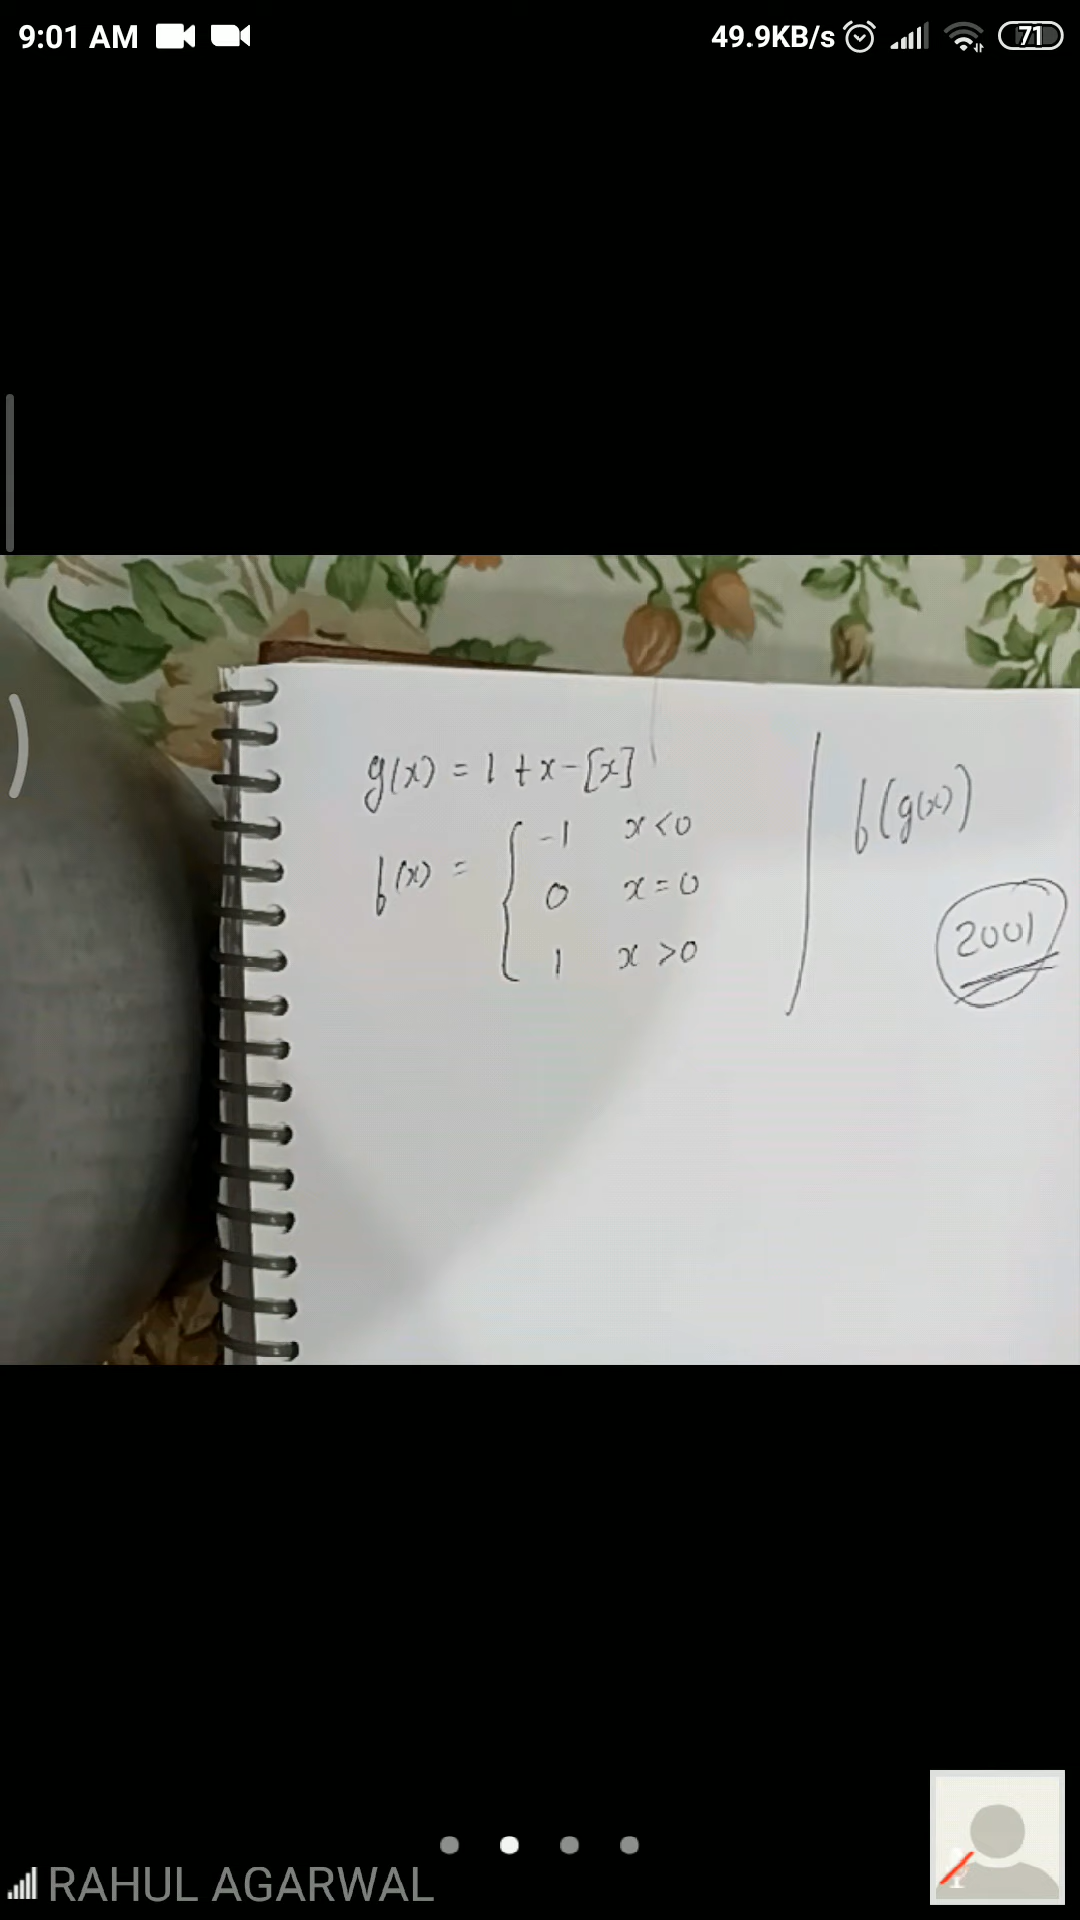 9:01 AM
49.9KB/s
71
g(x) = 1 + x - [x]
f(x) = { -1 x < 0
0 x = 0
1 x > 0
f(g(x))
2001
RAHUL AGARWAL